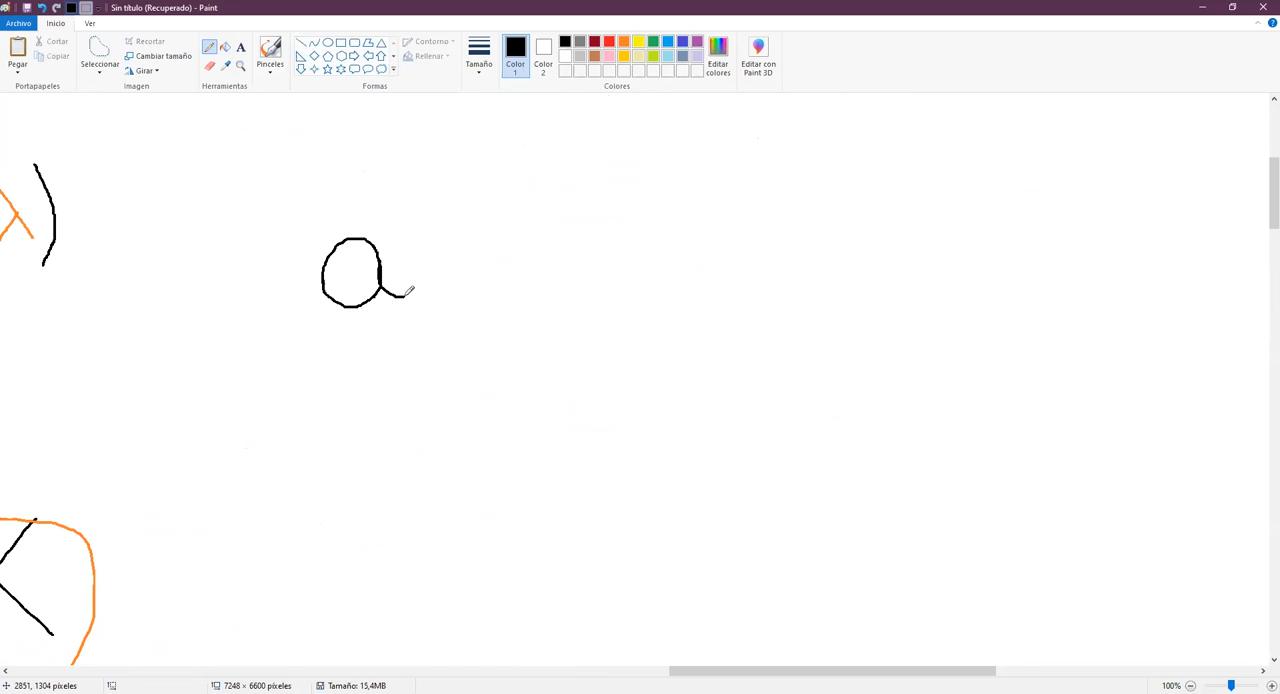 Sin título (Recuperado) - Paint
Archivo Inicio Ver
Pegar
Cortar
Copiar
Portapapeles
Seleccionar
Recortar
Cambiar tamaño
Girar
Imagen
A
Herramientas
Pinceles
Contorno
Rellenar
Formas
Tamaño
Color 1
Color 2
Editar colores
Editar con Paint 3D
Colores
)
a
2851, 1304 píxeles 7248 × 6600 píxeles Tamaño: 15,4MB 100%